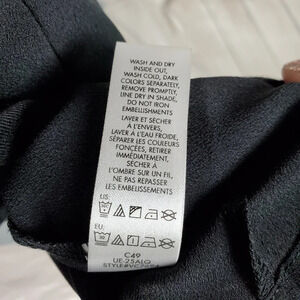 WASH AND DRY
INSIDE OUT,
WASH COLD, DARK
COLORS SEPARATELY,
REMOVE PROMPTLY,
LINE DRY IN SHADE,
DO NOT IRON
EMBELLISHMENTS
LAVER ET SÉCHER
À L'ENVERS,
LAVER À L'EAU FROIDE,
SÉPARER LES COULEURS
FONCÉES, RETIRER
IMMÉDIATEMENT,
SÉCHER À
L'OMBRE SUR UN FIL,
NE PAS REPASSER
LES EMBELLISSEMENTS
US:
EU:
30
C49